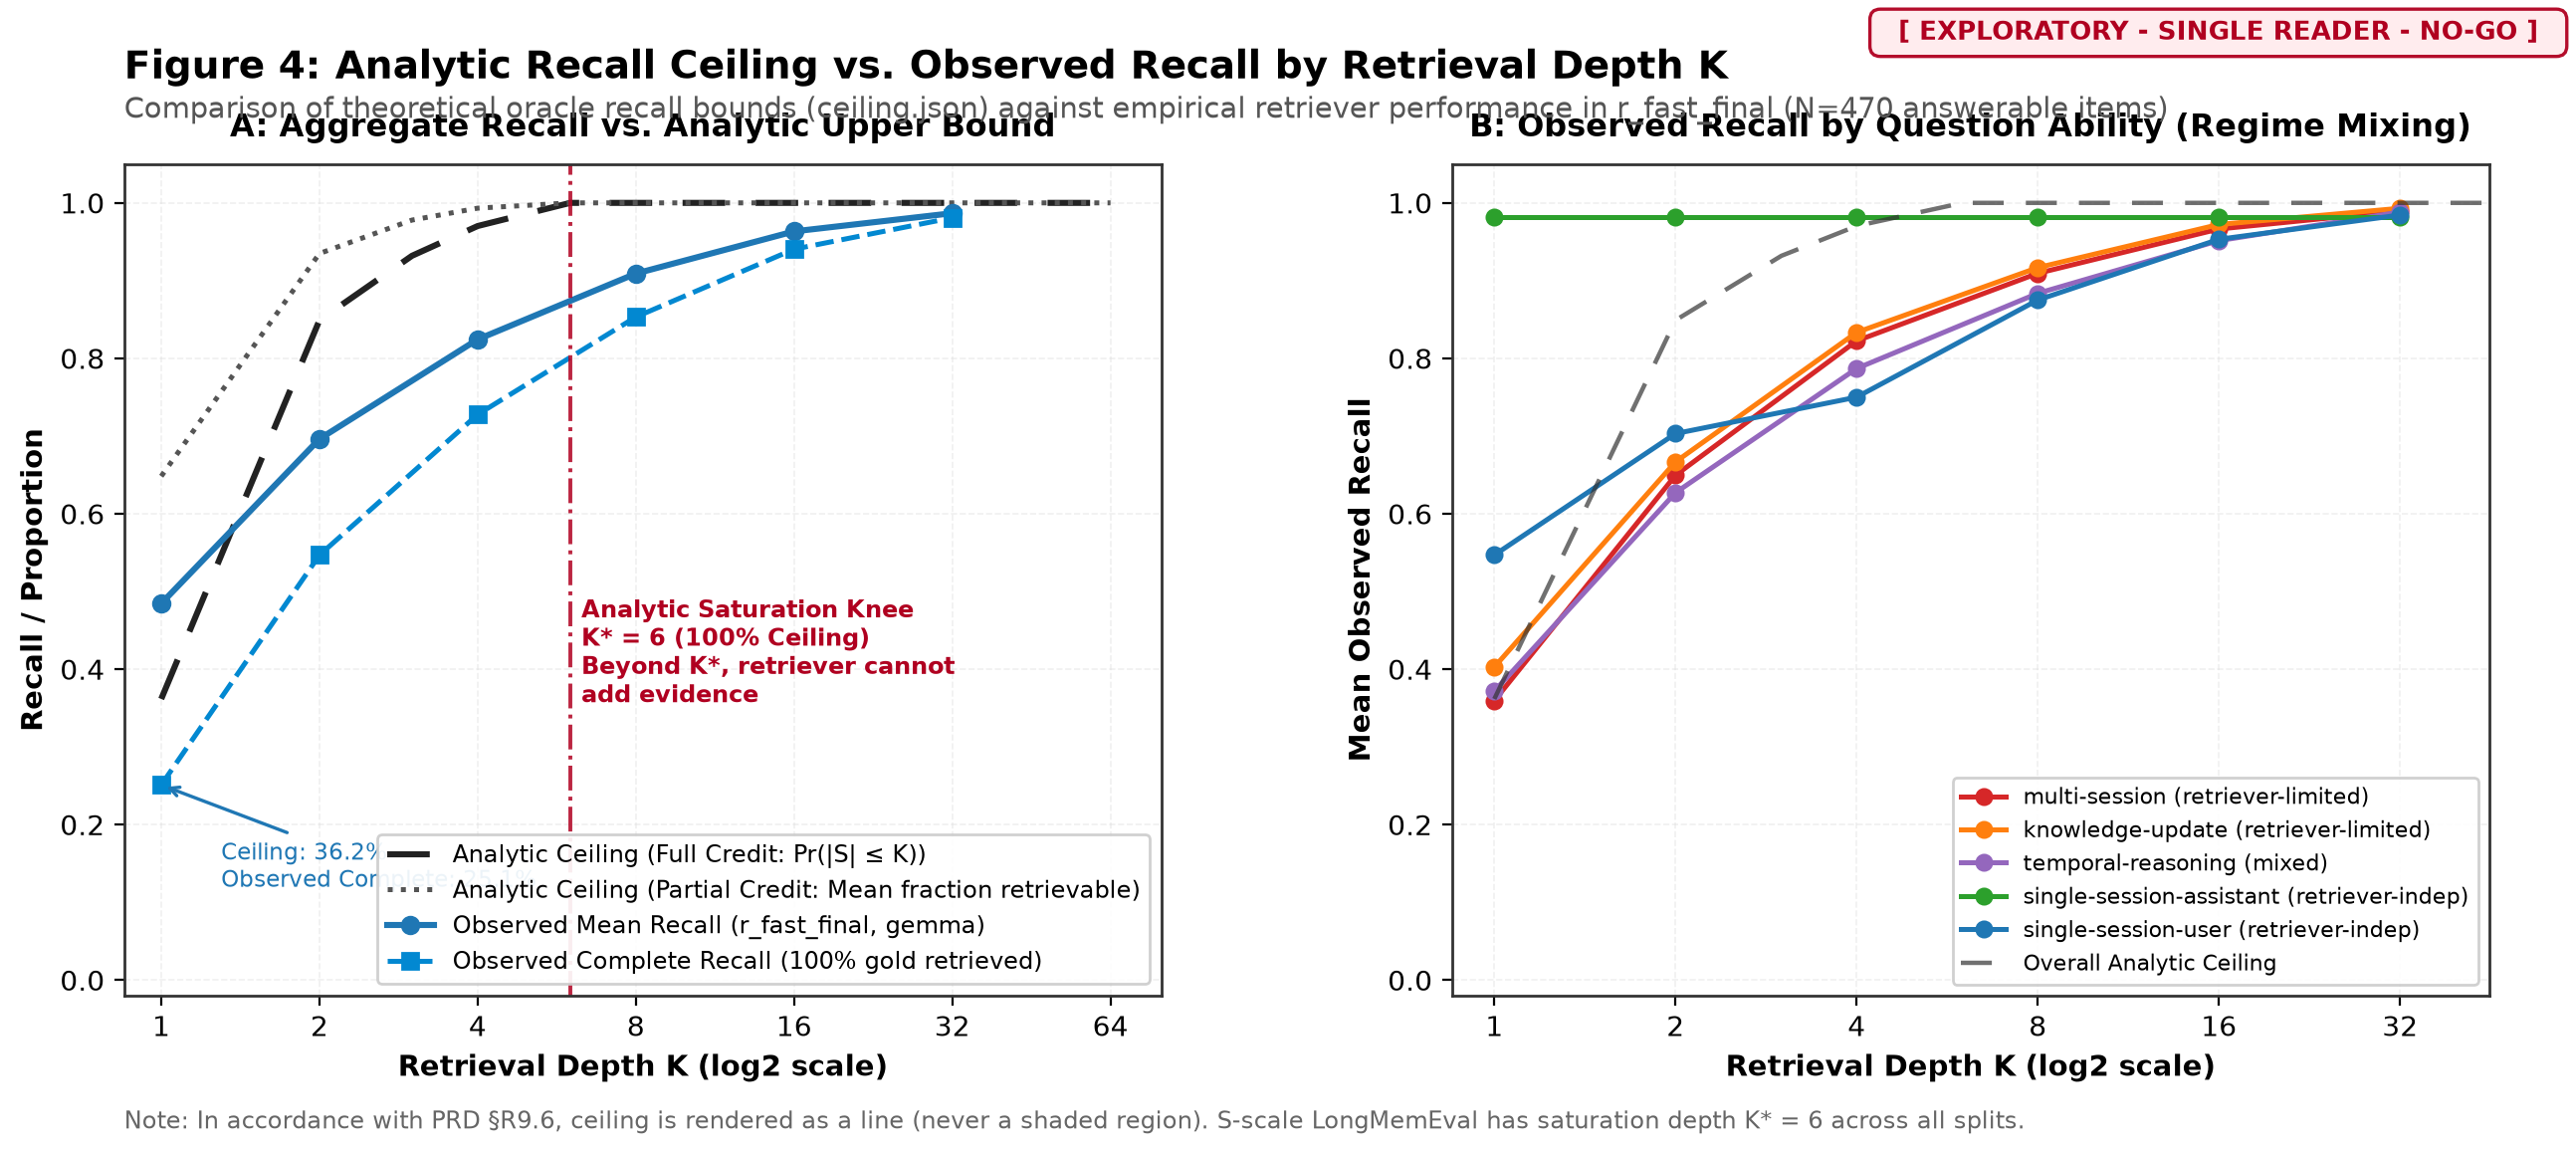 [ EXPLORATORY - SINGLE READER - NO-GO ]
Figure 4: Analytic Recall Ceiling vs. Observed Recall by Retrieval Depth K
Comparison of theoretical oracle recall bounds (ceiling.json) against empirical retriever performance in r_fast_final (N=470 answerable items)
A: Aggregate Recall vs. Analytic Upper Bound
1.0
0.8
0.6
0.4
0.2
0.0
Recall / Proportion
Analytic Saturation Knee
K* = 6 (100% Ceiling)
Beyond K*, retriever cannot
add evidence
Ceiling: 36.2%
Observed Complete: 25.1%
Analytic Ceiling (Full Credit: Pr(|S| ≤ K))
Analytic Ceiling (Partial Credit: Mean fraction retrievable)
Observed Mean Recall (r_fast_final, gemma)
Observed Complete Recall (100% gold retrieved)
1 2 4 8 16 32 64
Retrieval Depth K (log2 scale)
B: Observed Recall by Question Ability (Regime Mixing)
1.0
0.8
0.6
0.4
0.2
0.0
Mean Observed Recall
multi-session (retriever-limited)
knowledge-update (retriever-limited)
temporal-reasoning (mixed)
single-session-assistant (retriever-indep)
single-session-user (retriever-indep)
Overall Analytic Ceiling
1 2 4 8 16 32
Retrieval Depth K (log2 scale)
Note: In accordance with PRD §R9.6, ceiling is rendered as a line (never a shaded region). S-scale LongMemEval has saturation depth K* = 6 across all splits.